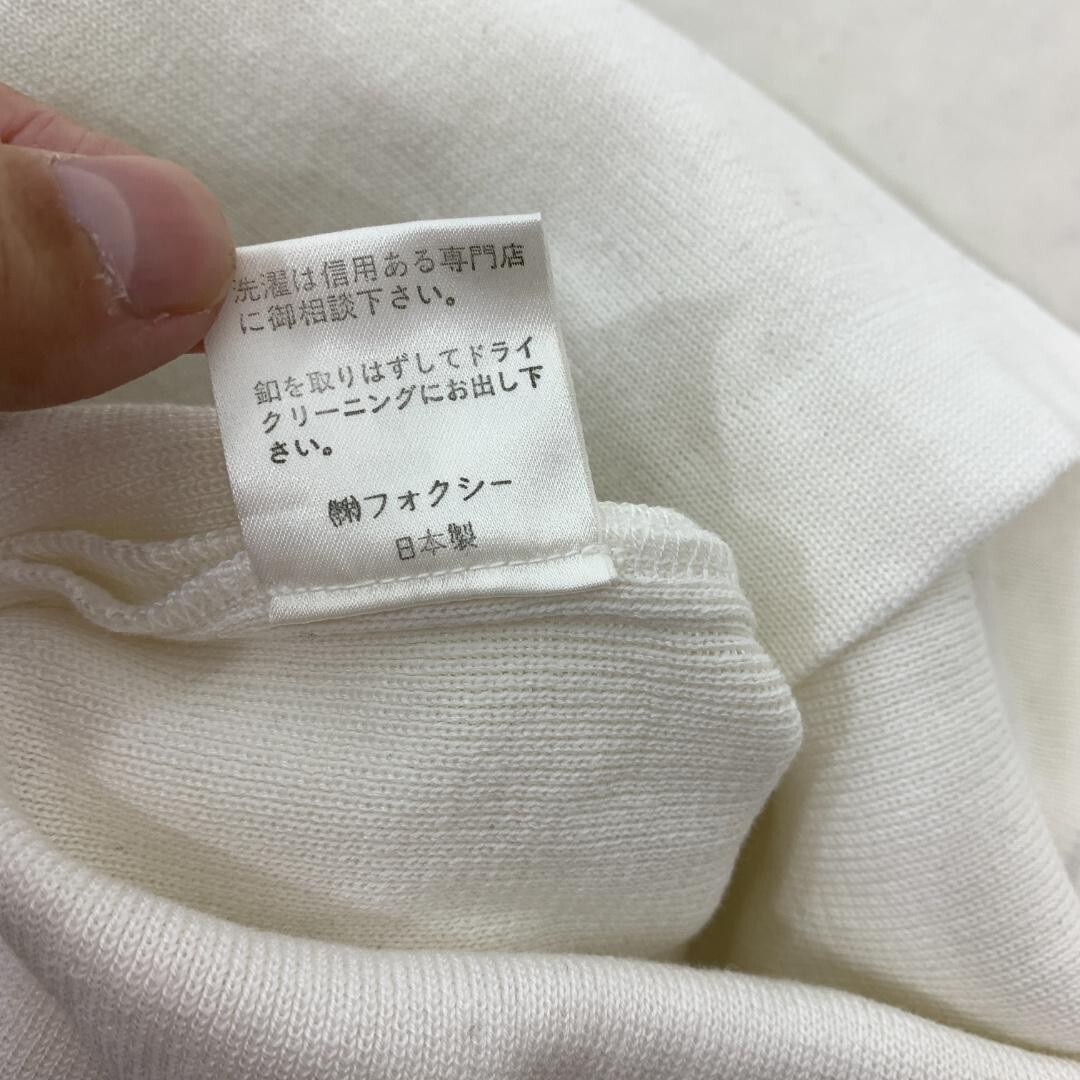 洗濯は信用ある専門店
に御相談下さい。
釦を取りはずしてドライ
クリーニングにお出し下
さい。
㈱フォクシー
日本製